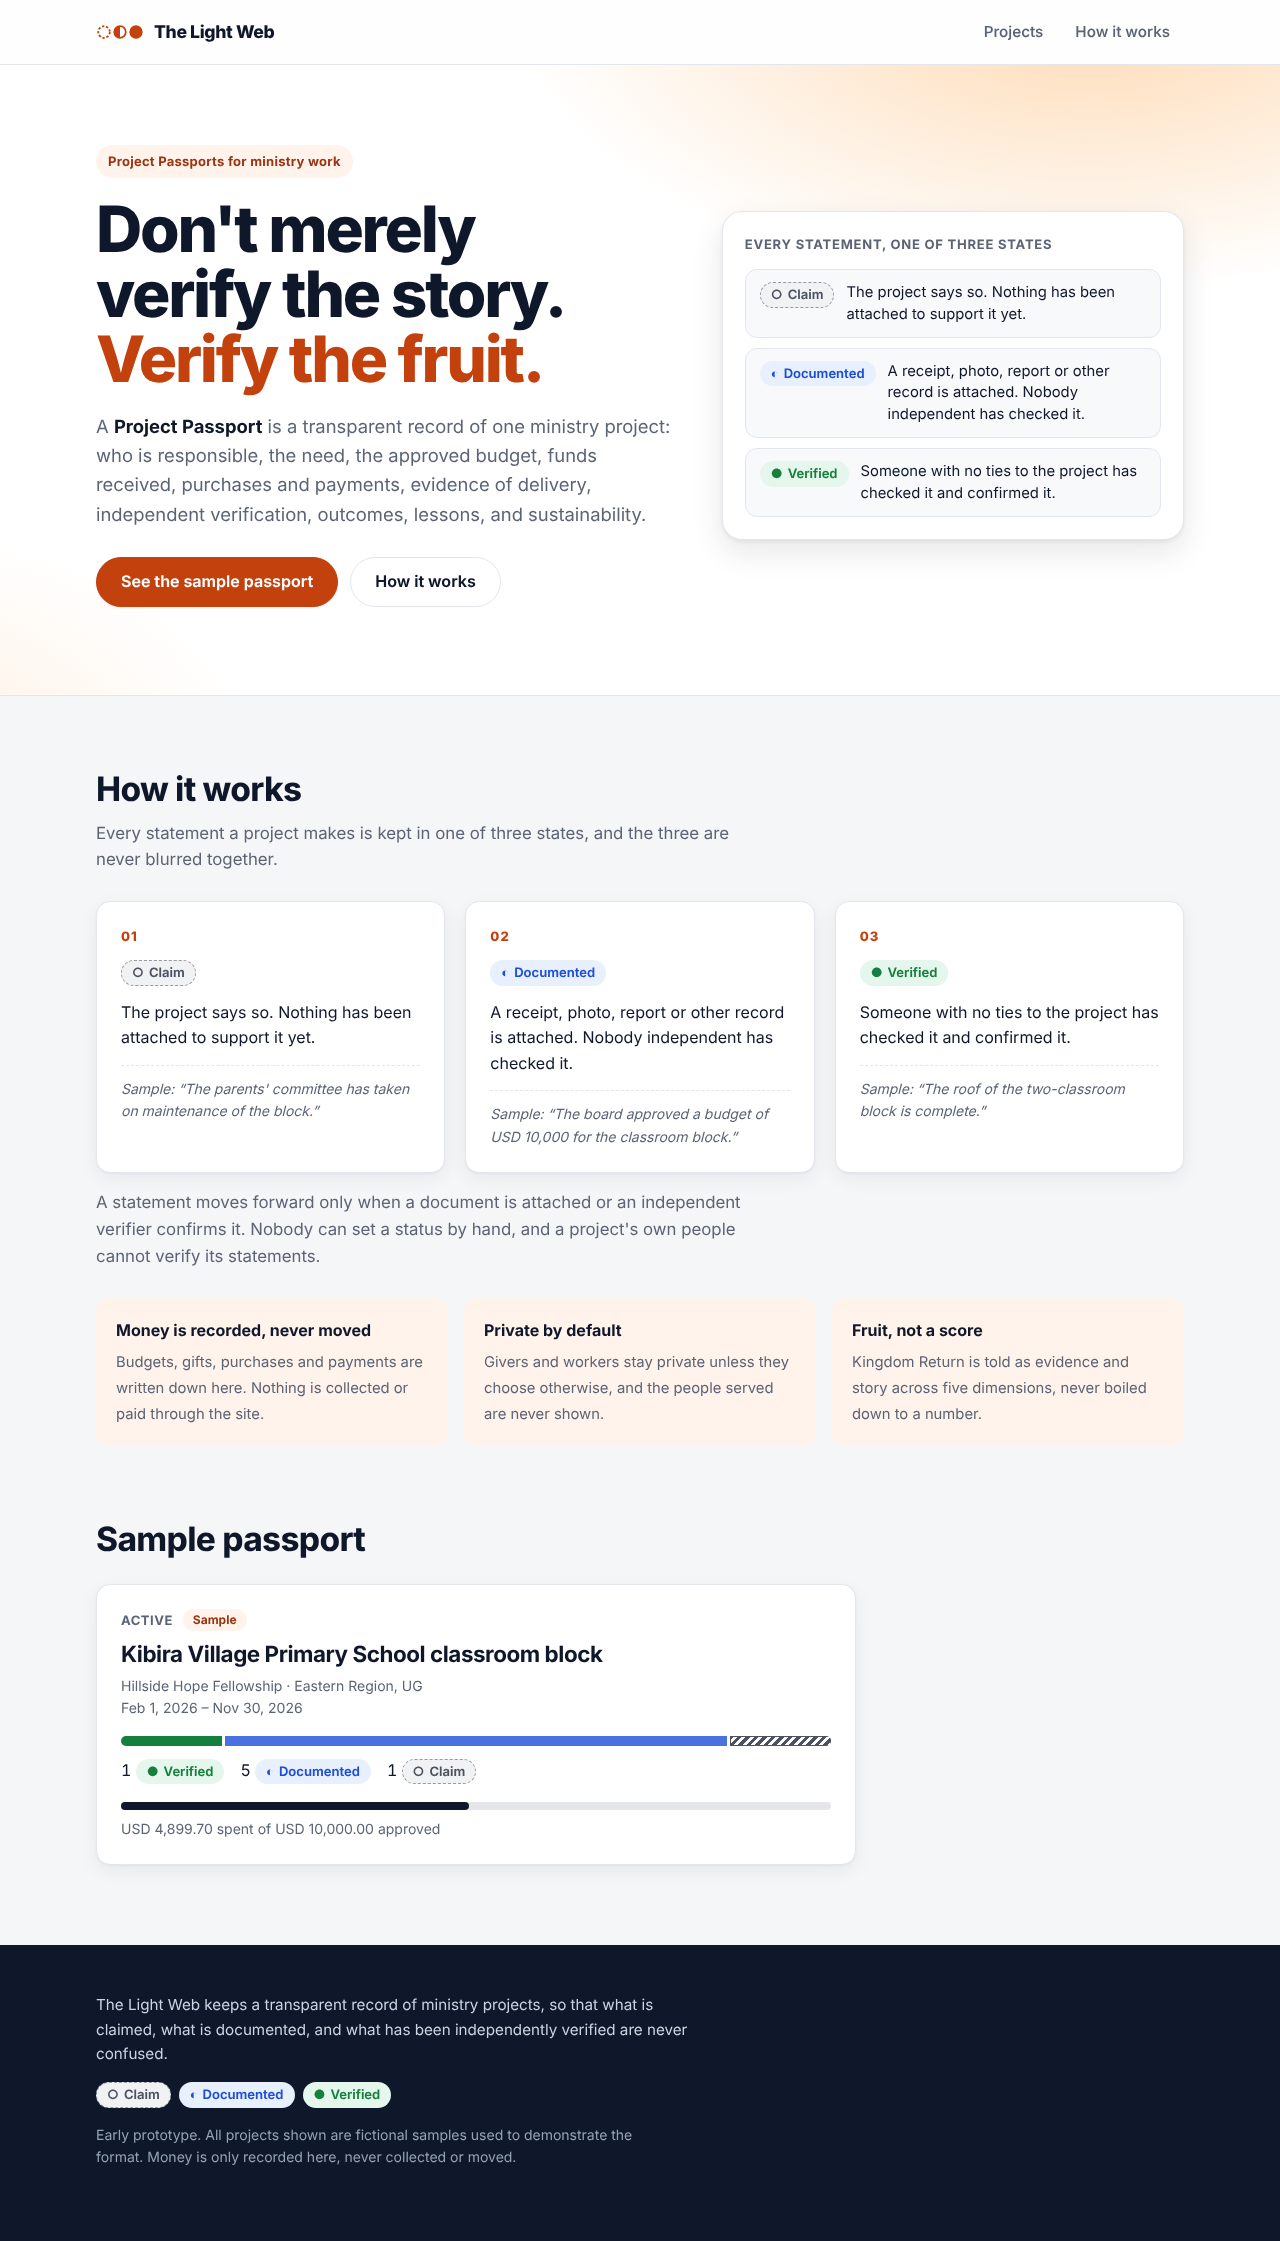 The Light Web
Projects
How it works
Project Passports for ministry work
Don't merely
verify the story.
Verify the fruit.
A Project Passport is a transparent record of one ministry project:
who is responsible, the need, the approved budget, funds
received, purchases and payments, evidence of delivery,
independent verification, outcomes, lessons, and sustainability.
See the sample passport
How it works
EVERY STATEMENT, ONE OF THREE STATES
Claim
The project says so. Nothing has been
attached to support it yet.
Documented
A receipt, photo, report or other
record is attached. Nobody
independent has checked it.
Verified
Someone with no ties to the project has
checked it and confirmed it.
How it works
Every statement a project makes is kept in one of three states, and the three are
never blurred together.
01
Claim
The project says so. Nothing has been
attached to support it yet.
Sample: “The parents' committee has taken
on maintenance of the block.”
02
Documented
A receipt, photo, report or other record
is attached. Nobody independent has
checked it.
Sample: “The board approved a budget of
USD 10,000 for the classroom block.”
03
Verified
Someone with no ties to the project has
checked it and confirmed it.
Sample: “The roof of the two-classroom
block is complete.”
A statement moves forward only when a document is attached or an independent
verifier confirms it. Nobody can set a status by hand, and a project's own people
cannot verify its statements.
Money is recorded, never moved
Budgets, gifts, purchases and payments are
written down here. Nothing is collected or
paid through the site.
Private by default
Givers and workers stay private unless they
choose otherwise, and the people served
are never shown.
Fruit, not a score
Kingdom Return is told as evidence and
story across five dimensions, never boiled
down to a number.
Sample passport
ACTIVE Sample
Kibira Village Primary School classroom block
Hillside Hope Fellowship · Eastern Region, UG
Feb 1, 2026 – Nov 30, 2026
1 Verified 5 Documented 1 Claim
USD 4,899.70 spent of USD 10,000.00 approved
The Light Web keeps a transparent record of ministry projects, so that what is
claimed, what is documented, and what has been independently verified are never
confused.
Claim Documented Verified
Early prototype. All projects shown are fictional samples used to demonstrate the
format. Money is only recorded here, never collected or moved.